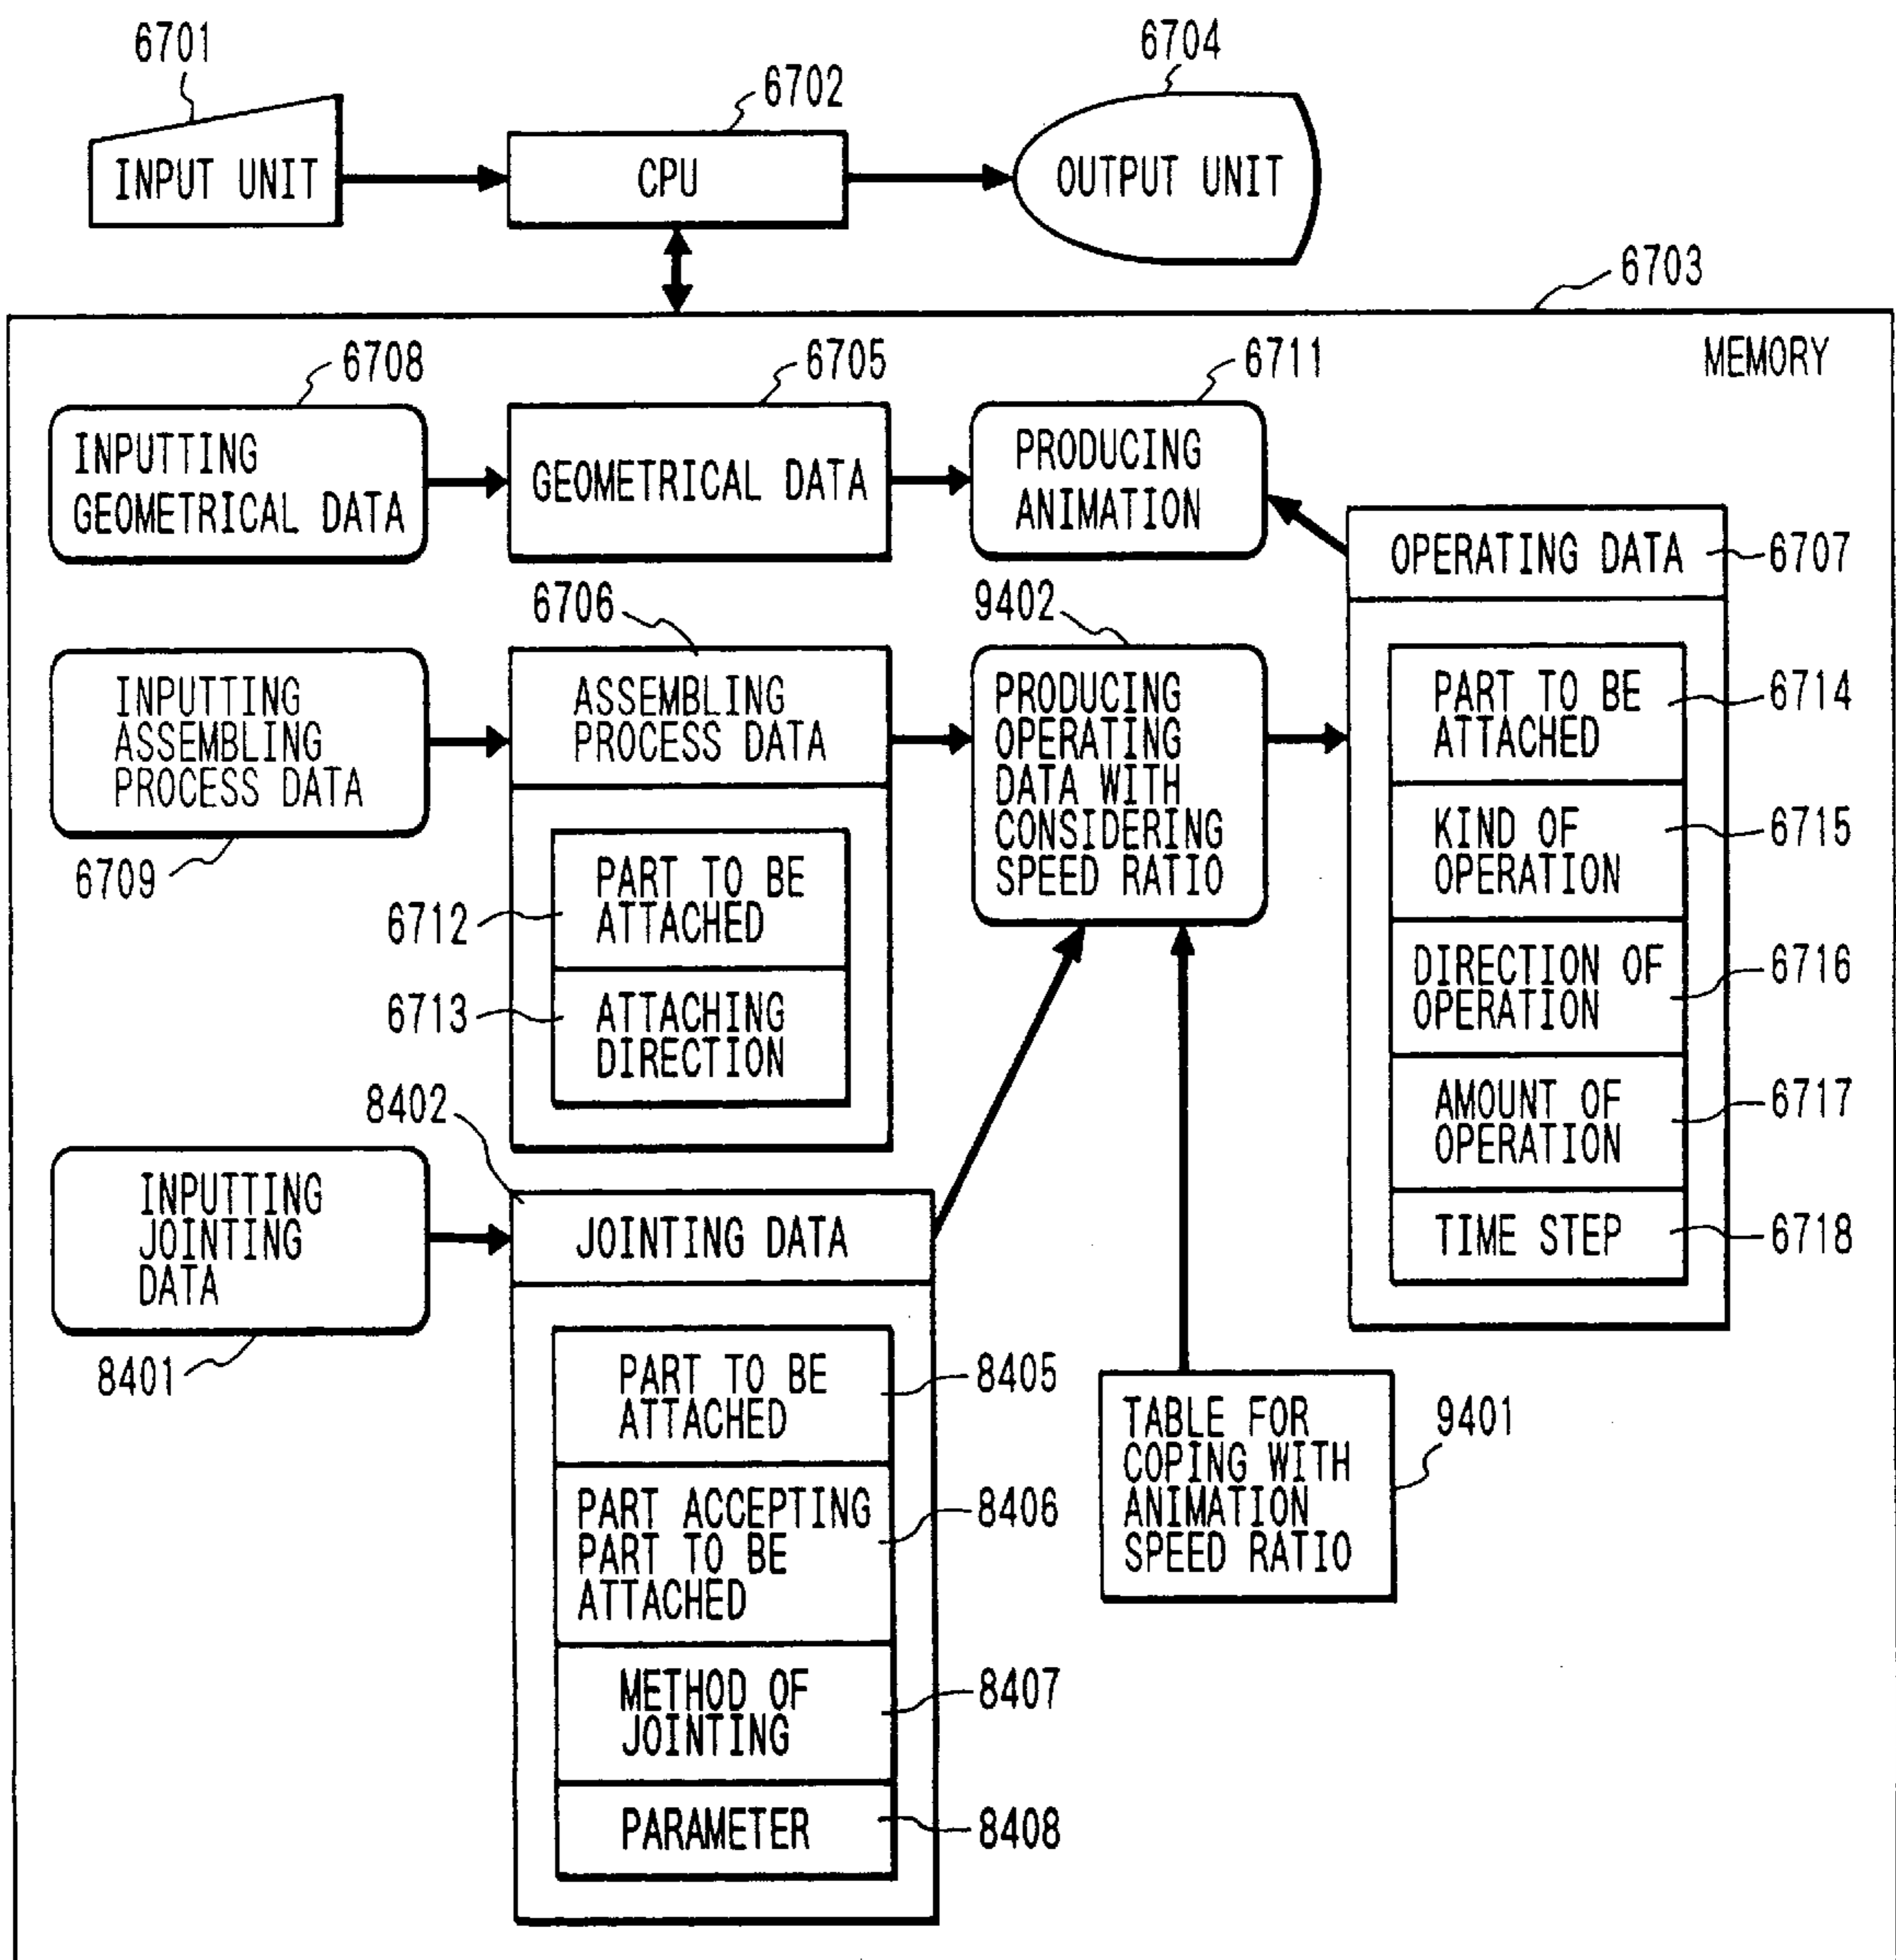 6701
6702
6704
INPUT UNIT
CPU
OUTPUT UNIT
6703
MEMORY
6708
6705
6711
INPUTTING
GEOMETRICAL DATA
GEOMETRICAL DATA
PRODUCING
ANIMATION
OPERATING DATA
6707
6706
9402
INPUTTING
ASSEMBLING
PROCESS DATA
6709
ASSEMBLING
PROCESS DATA
PART TO BE
ATTACHED
6712
ATTACHING
DIRECTION
6713
PRODUCING
OPERATING
DATA WITH
CONSIDERING
SPEED RATIO
PART TO BE
ATTACHED
6714
KIND OF
OPERATION
6715
DIRECTION OF
OPERATION
6716
AMOUNT OF
OPERATION
6717
TIME STEP
6718
8402
INPUTTING
JOINTING
DATA
8401
JOINTING DATA
PART TO BE
ATTACHED
8405
PART ACCEPTING
PART TO BE
ATTACHED
8406
METHOD OF
JOINTING
8407
PARAMETER
8408
TABLE FOR
COPING WITH
ANIMATION
SPEED RATIO
9401